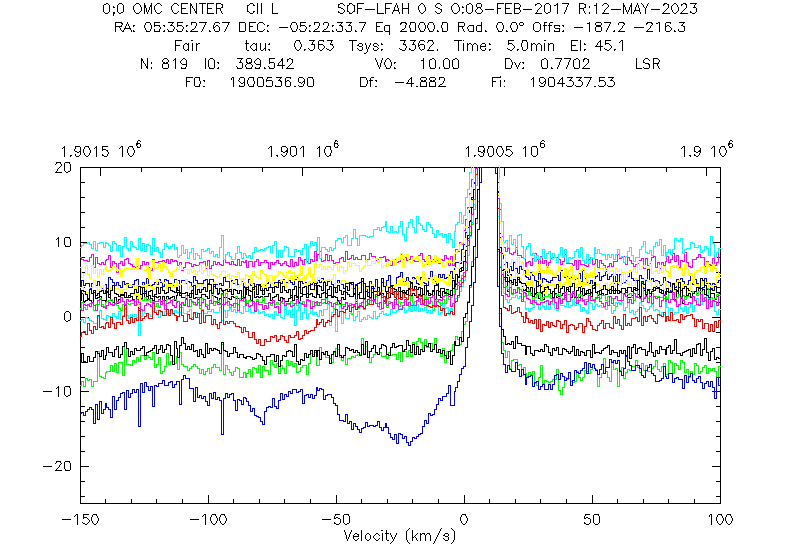 0;0 OMC CENTER CII L SOF-LFAH O S O:08-FEB-2017 R:12-MAY-2023
RA: 05:35:27.67 DEC: -05:22:33.7 Eq 2000.0 Rad. 0.0° Offs: -187.2 -216.3
Fair tau: 0.363 Tsys: 3362. Time: 5.0min El: 45.1
N: 819 I0: 389.542 V0: 10.00 Dv: 0.7702 LSR
F0: 1900536.90 Df: -4.882 Fi: 1904337.53
1.9015 10⁶ 1.901 10⁶ 1.9005 10⁶ 1.9 10⁶
20
10
0
-10
-20
-150 -100 -50 0 50 100
Velocity (km/s)